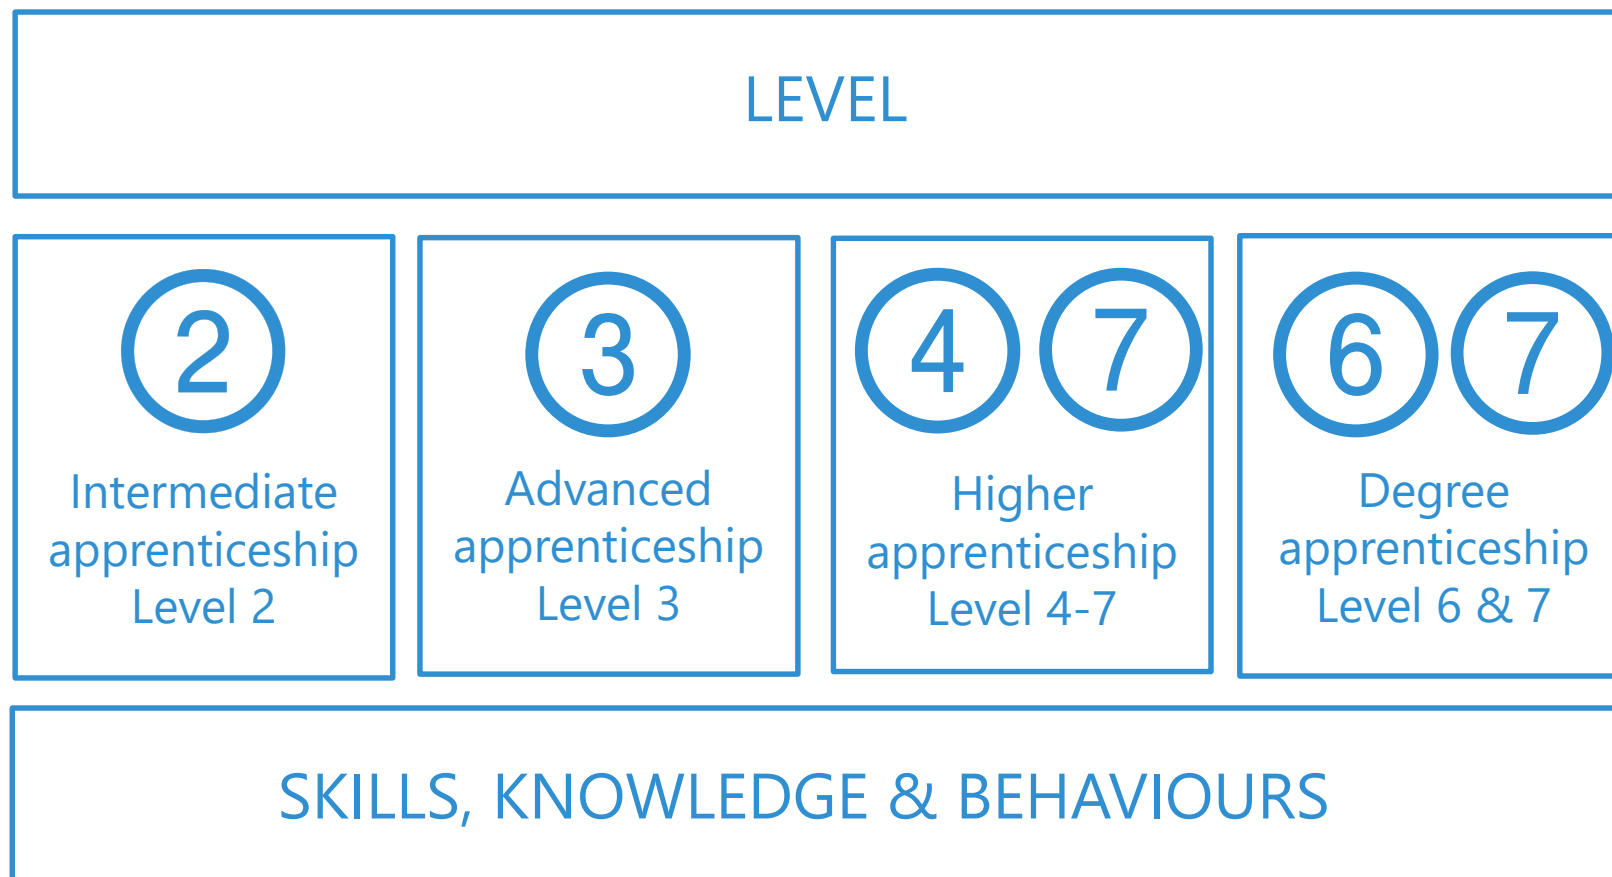 LEVEL
2
Intermediate
apprenticeship
Level 2
3
Advanced
apprenticeship
Level 3
4 7
Higher
apprenticeship
Level 4-7
6 7
Degree
apprenticeship
Level 6 & 7
SKILLS, KNOWLEDGE & BEHAVIOURS